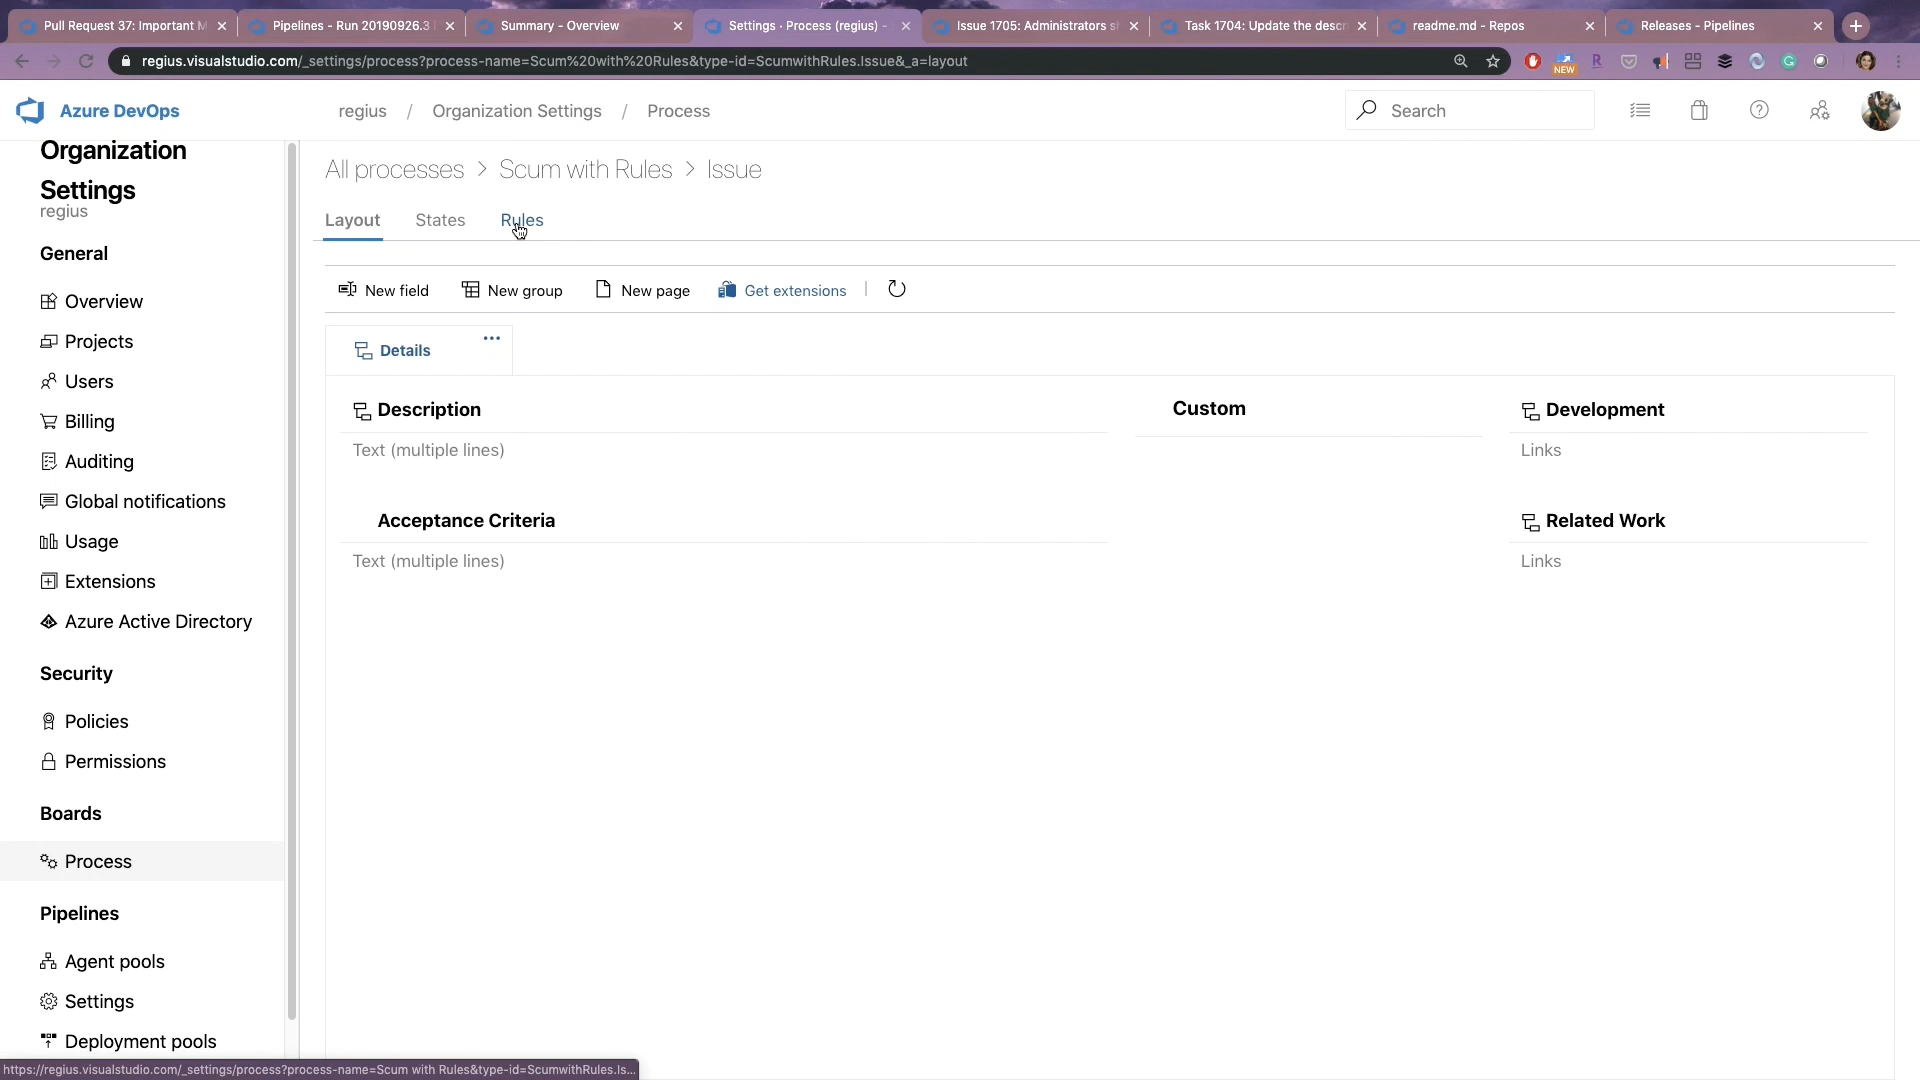 Pull Request 37: Important M
Pipelines - Run 20190926.3
Summary - Overview
Settings · Process (regius) -
Issue 1705: Administrators s
Task 1704: Update the descr
readme.md - Repos
Releases - Pipelines
regius.visualstudio.com/_settings/process?process-name=Scum%20with%20Rules&type-id=ScumwithRules.Issue&_a=layout
NEW
Azure DevOps
regius / Organization Settings / Process
Search
Organization
Settings
regius
General
Overview
Projects
Users
Billing
Auditing
Global notifications
Usage
Extensions
Azure Active Directory
Security
Policies
Permissions
Boards
Process
Pipelines
Agent pools
Settings
Deployment pools
All processes > Scum with Rules > Issue
Layout States Rules
New field New group New page Get extensions
Details
Description
Text (multiple lines)
Acceptance Criteria
Text (multiple lines)
Custom
Development
Links
Related Work
Links
https://regius.visualstudio.com/_settings/process?process-name=Scum with Rules&type-id=ScumwithRules.Is...